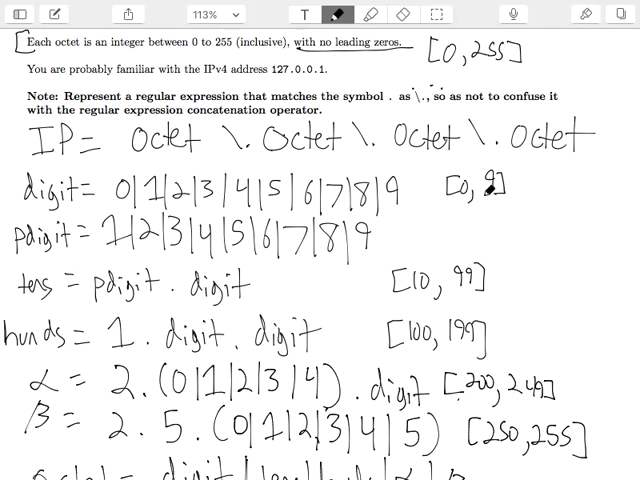 113%
T
Each octet is an integer between 0 to 255 (inclusive), with no leading zeros. [0,255]
You are probably familiar with the IPv4 address 127.0.0.1.
Note: Represent a regular expression that matches the symbol . as \., so as not to confuse it
with the regular expression concatenation operator.
IP = Octet \. Octet \. Octet \. Octet
digit = 0|1|2|3|4|5|6|7|8|9 [0, 9]
pdigit = 1|2|3|4|5|6|7|8|9
tens = pdigit . digit [10, 99]
hunds = 1 . digit . digit [100, 199]
α = 2 . (0|1|2|3|4) . digit [200, 249]
β = 2 . 5 . (0|1|2|3|4|5) [250,255]